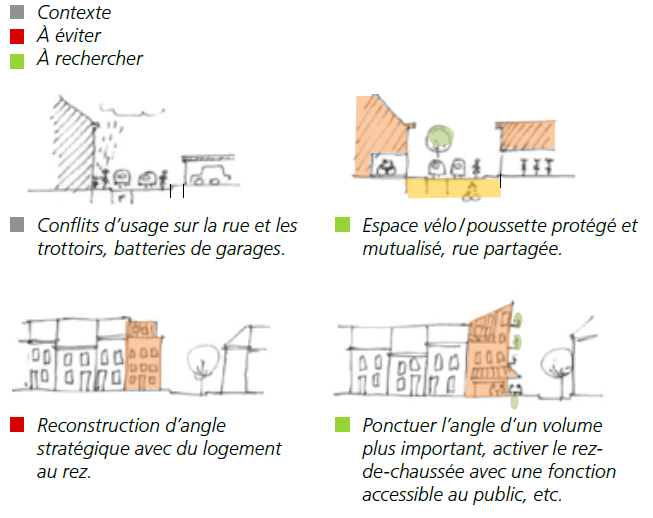 Contexte
À éviter
À rechercher
Conflits d'usage sur la rue et les
trottoirs, batteries de garages.
Espace vélo/poussette protégé et
mutualisé, rue partagée.
Reconstruction d'angle
stratégique avec du logement
au rez.
Ponctuer l'angle d'un volume
plus important, activer le rez-
de-chaussée avec une fonction
accessible au public, etc.